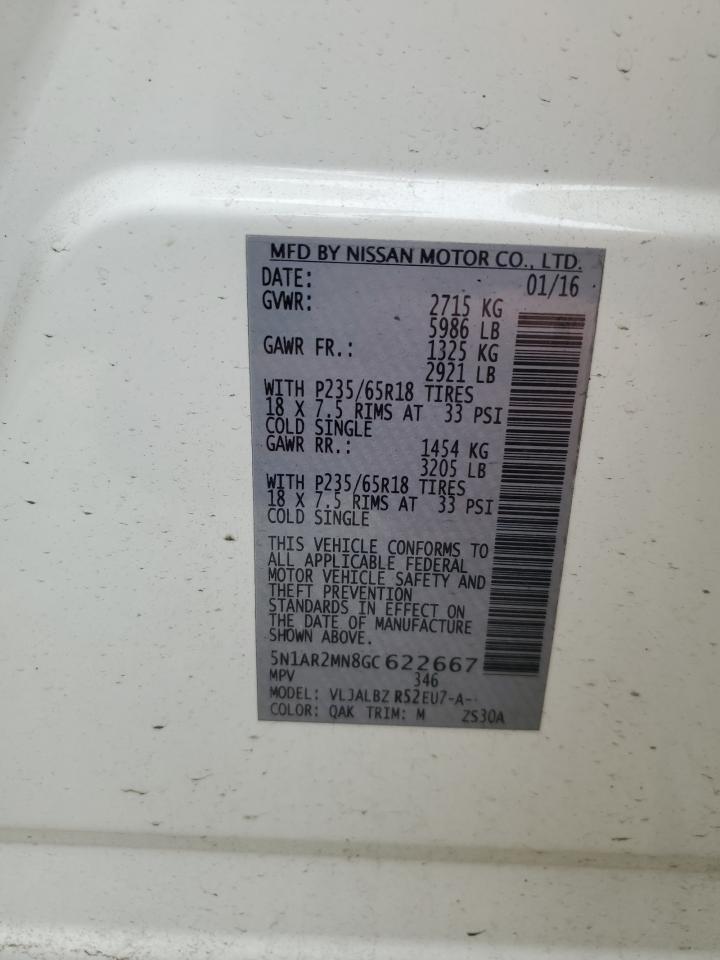 MFD BY NISSAN MOTOR CO., LTD.
DATE: 01/16
GVWR: 2715 KG
5986 LB
GAWR FR.: 1325 KG
2921 LB
WITH P235/65R18 TIRES
18 X 7.5 RIMS AT 33 PSI
COLD SINGLE
GAWR RR.: 1454 KG
3205 LB
WITH P235/65R18 TIRES
18 X 7.5 RIMS AT 33 PSI
COLD SINGLE
THIS VEHICLE CONFORMS TO
ALL APPLICABLE FEDERAL
MOTOR VEHICLE SAFETY AND
THEFT PREVENTION
STANDARDS IN EFFECT ON
THE DATE OF MANUFACTURE
SHOWN ABOVE.
5N1AR2MN8GC622667
MPV 346
MODEL: VLJALBZ R52EU7-A--
COLOR: QAK TRIM: M ZS30A